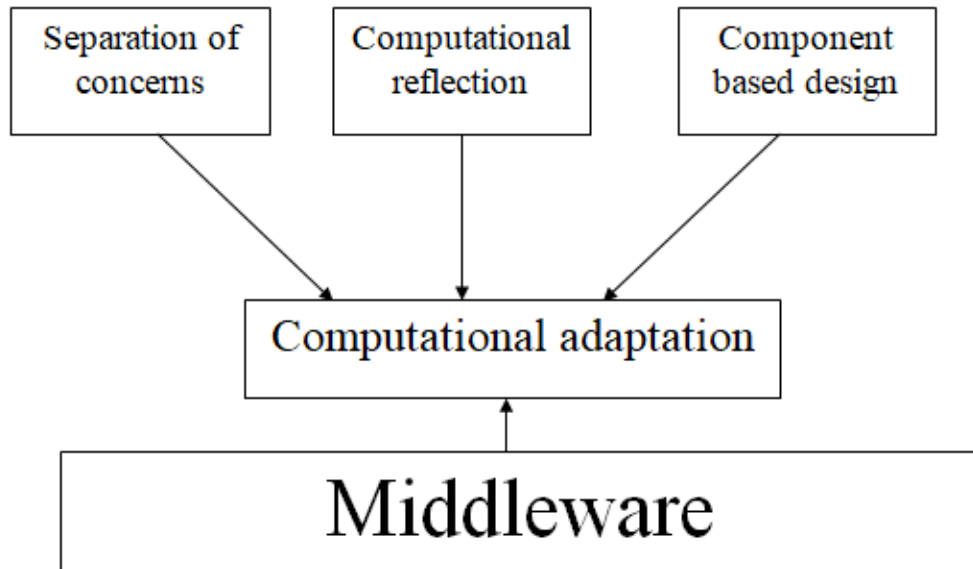 Separation of
concerns
Computational
reflection
Component
based design
Computational adaptation
Middleware